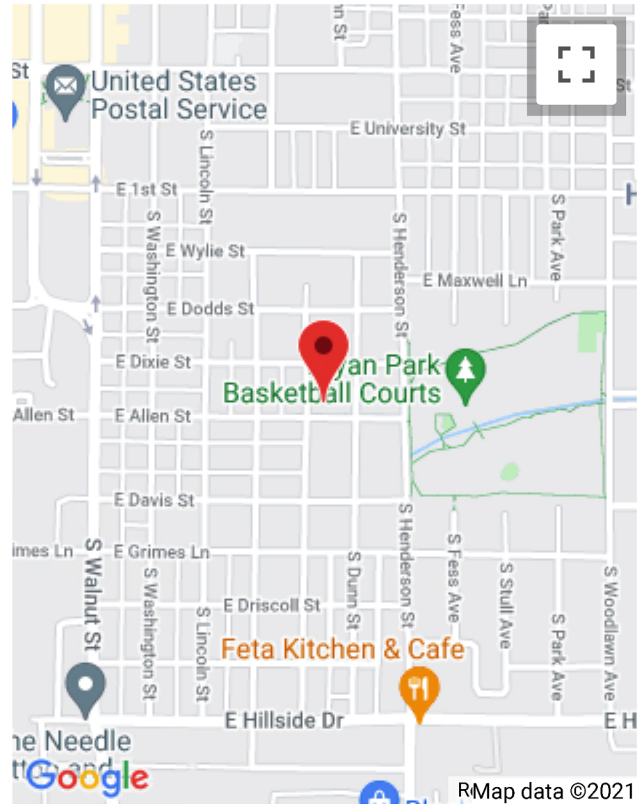 St
United States
Postal Service
Fess Ave
St
E University St
S Lincoln St
E 1st St
S Washington St
S Henderson St
S Park Ave
E Wylie St
E Maxwell Ln
E Dodds St
E Dixie St
yan Park
Basketball Courts
Allen St
E Allen St
E Davis St
imes Ln
E Grimes Ln
S Walnut St
S Washington St
S Lincoln St
S Dunn St
S Henderson St
S Fess Ave
S Stull Ave
S Park Ave
S Woodlawn Ave
E Driscoll St
Feta Kitchen & Cafe
E Hillside Dr
E H
ne Needle
Google
Map data ©2021